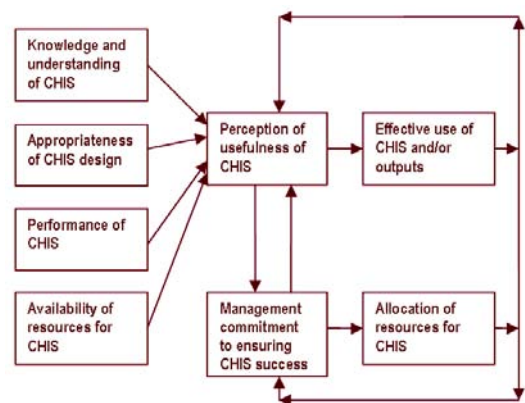 Knowledge and
understanding
of CHIS
Appropriateness
of CHIS design
Performance of
CHIS
Availability of
resources for
CHIS
Perception of
usefulness of
CHIS
Effective use of
CHIS and/or
outputs
Management
commitment
to ensuring
CHIS success
Allocation of
resources for
CHIS